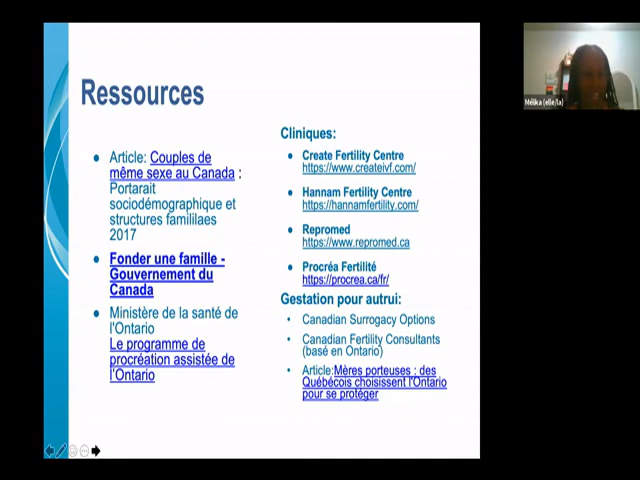 Ressources
Article: Couples de
même sexe au Canada :
Portarait
sociodémographique et
structures famililaes
2017
Fonder une famille -
Gouvernement du
Canada
Ministère de la santé de
l'Ontario
Le programme de
procréation assistée de
l'Ontario
Cliniques:
Create Fertility Centre
https://www.createivf.com/
Hannam Fertility Centre
https://hannamfertility.com/
Repromed
https://www.repromed.ca
Procréa Fertilité
https://procrea.ca/fr/
Gestation pour autrui:
Canadian Surrogacy Options
Canadian Fertility Consultants
(basé en Ontario)
Article:Mères porteuses : des
Québécois choisissent l'Ontario
pour se protéger
Mélka (elle/la)